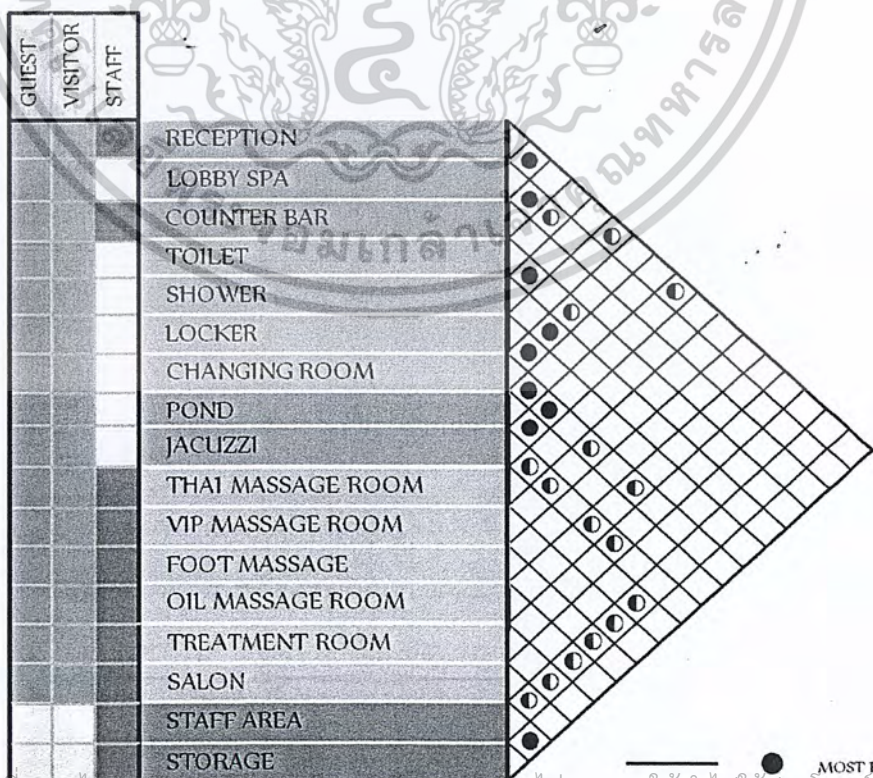 GUEST
VISITOR
STAFF
RECEPTION
LOBBY SPA
COUNTER BAR
TOILET
SHOWER
LOCKER
CHANGING ROOM
POND
JACUZZI
THAI MASSAGE ROOM
VIP MASSAGE ROOM
FOOT MASSAGE
OIL MASSAGE ROOM
TREATMENT ROOM
SALON
STAFF AREA
STORAGE
MOST